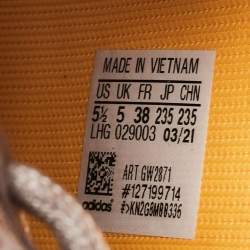 MADE IN VIETNAM
US UK FR JP CHN
5½ 5 38 235 235
LHG 029003 03/21
ART GW2871
#127199714
adidas #>KN2G8M00336